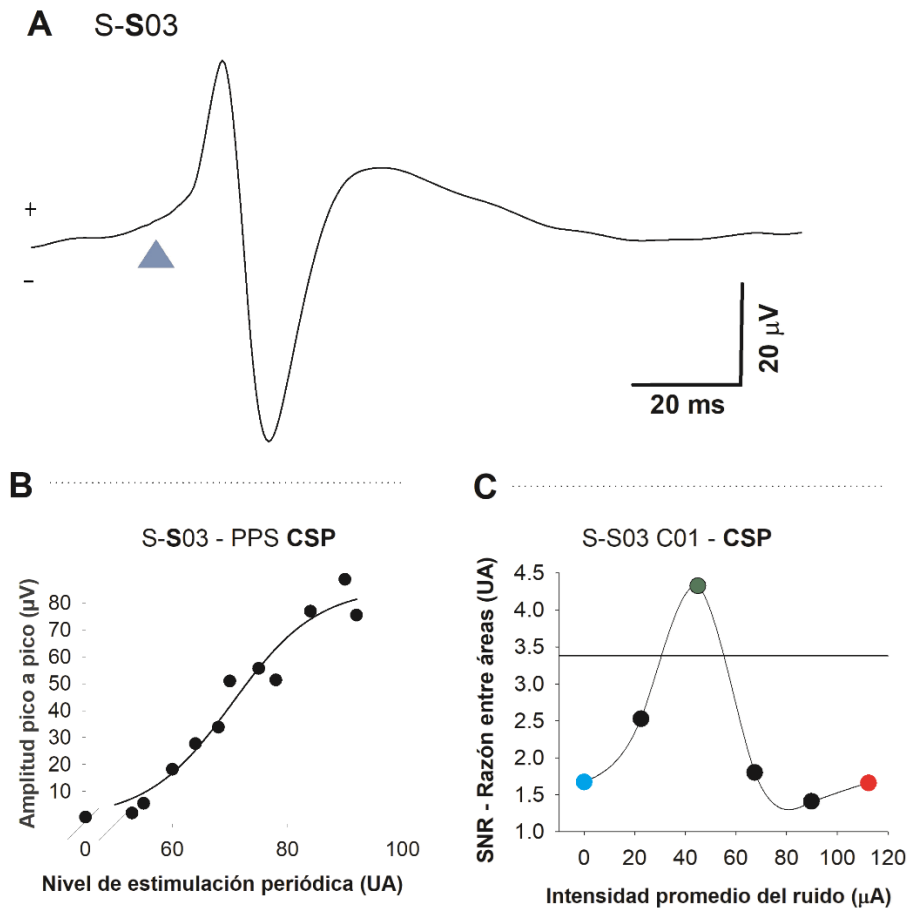 A S-S03
+
−
20 µV
20 ms
B
S-S03 - PPS CSP
Amplitud pico a pico (µV)
80
70
60
50
40
30
20
10
0 60 80 100
Nivel de estimulación periódica (UA)
C
S-S03 C01 - CSP
SNR - Razón entre áreas (UA)
4.5
4.0
3.5
3.0
2.5
2.0
1.5
1.0
0 20 40 60 80 100 120
Intensidad promedio del ruido (µA)